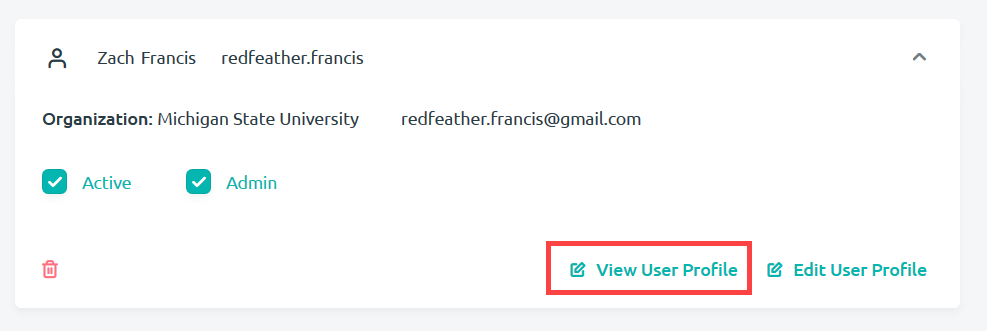 Zach Francis redfeather.francis
Organization: Michigan State University redfeather.francis@gmail.com
Active Admin
View User Profile Edit User Profile